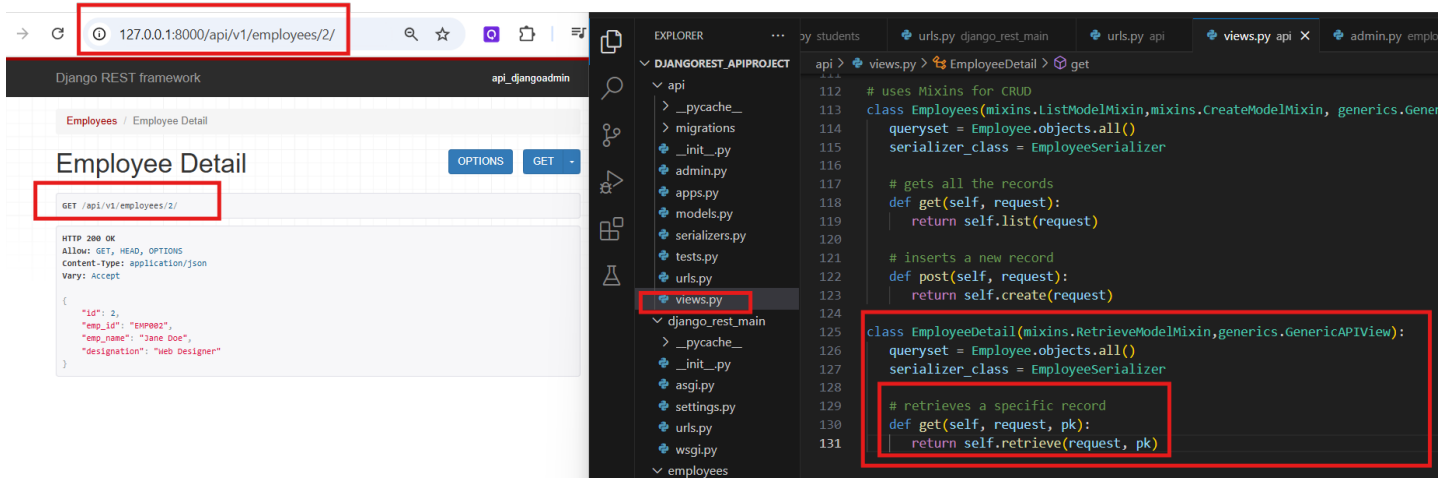 127.0.0.1:8000/api/v1/employees/2/
Django REST framework
api_djangoadmin
Employees / Employee Detail
Employee Detail
OPTIONS
GET
GET /api/v1/employees/2/
HTTP 200 OK
Allow: GET, HEAD, OPTIONS
Content-Type: application/json
Vary: Accept
{
"id": 2,
"emp_id": "EMP002",
"emp_name": "Jane Doe",
"designation": "Web Designer"
}
EXPLORER
DJANGOREST_APIPROJECT
api
__pycache__
migrations
__init__.py
admin.py
apps.py
models.py
serializers.py
tests.py
urls.py
views.py
django_rest_main
__pycache__
__init__.py
asgi.py
settings.py
urls.py
wsgi.py
employees
py students
urls.py django_rest_main
urls.py api
views.py api
admin.py emplo
api > views.py > EmployeeDetail > get
111
112 # uses Mixins for CRUD
113 class Employees(mixins.ListModelMixin,mixins.CreateModelMixin, generics.Gener
114 queryset = Employee.objects.all()
115 serializer_class = EmployeeSerializer
116
117 # gets all the records
118 def get(self, request):
119 return self.list(request)
120
121 # inserts a new record
122 def post(self, request):
123 return self.create(request)
124
125 class EmployeeDetail(mixins.RetrieveModelMixin,generics.GenericAPIView):
126 queryset = Employee.objects.all()
127 serializer_class = EmployeeSerializer
128
129 # retrieves a specific record
130 def get(self, request, pk):
131 return self.retrieve(request, pk)